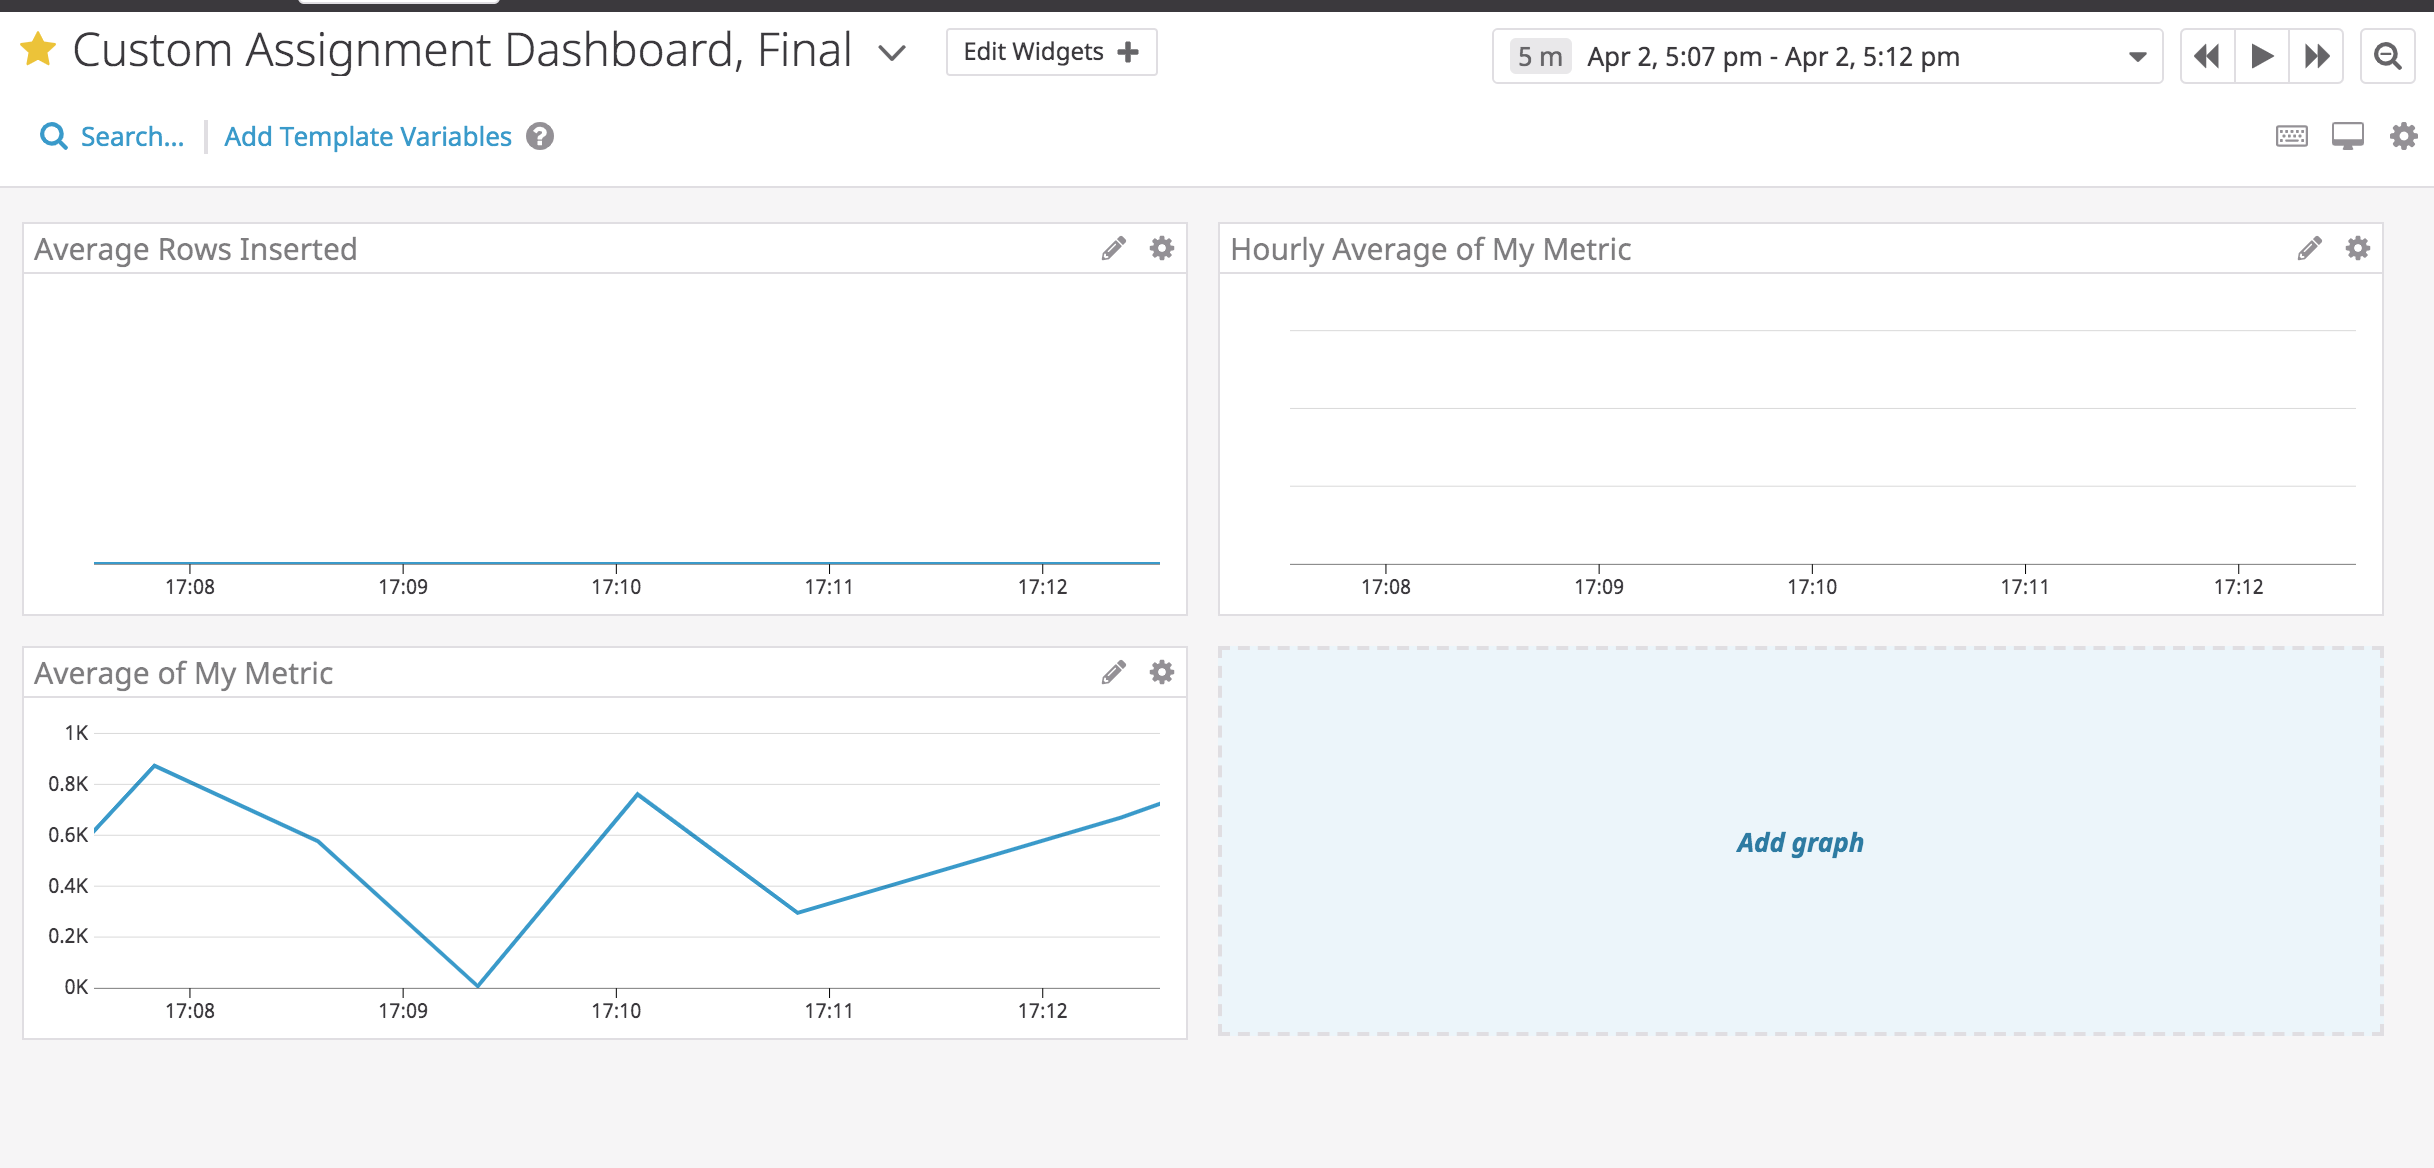 Custom Assignment Dashboard, Final
Edit Widgets
5 m Apr 2, 5:07 pm - Apr 2, 5:12 pm
Search...
Add Template Variables ?
Average Rows Inserted
17:08 17:09 17:10 17:11 17:12
Hourly Average of My Metric
17:08 17:09 17:10 17:11 17:12
Average of My Metric
1K
0.8K
0.6K
0.4K
0.2K
0K
17:08 17:09 17:10 17:11 17:12
Add graph